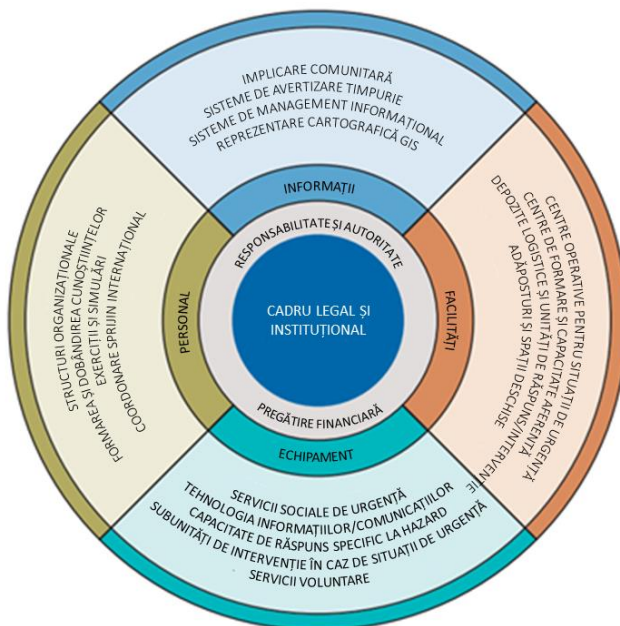 IMPLICARE COMUNITARĂ
SISTEME DE AVERTIZARE TIMPURIE
SISTEME DE MANAGEMENT INFORMAȚIONAL
REPREZENTARE CARTOGRAFICĂ GIS
INFORMAȚII
RESPONSABILITATE ȘI AUTORITATE
CADRU LEGAL ȘI
INSTITUȚIONAL
PREGĂTIRE FINANCIARĂ
PERSONAL
STRUCTURI ORGANIZAȚIONALE
FORMAREA ȘI DOBÂNDIREA CUNOȘTIINȚELOR
EXERCIȚII ȘI SIMULĂRI
COORDONARE SPRIJIN INTERNAȚIONAL
FACILITĂȚI
CENTRE OPERATIVE PENTRU SITUAȚII DE URGENȚĂ
CENTRE DE FORMARE ȘI CAPACITATE AFERENTĂ
DEPOZITE LOGISTICE ȘI UNITĂȚI DE RĂSPUNS/INTERVENȚIE
ADĂPOSTURI ȘI SPAȚII DESCHISE
ECHIPAMENT
SERVICII SOCIALE DE URGENȚĂ
TEHNOLOGIA INFORMAȚIILOR/COMUNICAȚIILOR
CAPACITATE DE RĂSPUNS SPECIFIC LA HAZARD
SUBUNITĂȚI DE INTERVENȚIE ÎN CAZ DE SITUAȚII DE URGENȚĂ
SERVICII VOLUNTARE